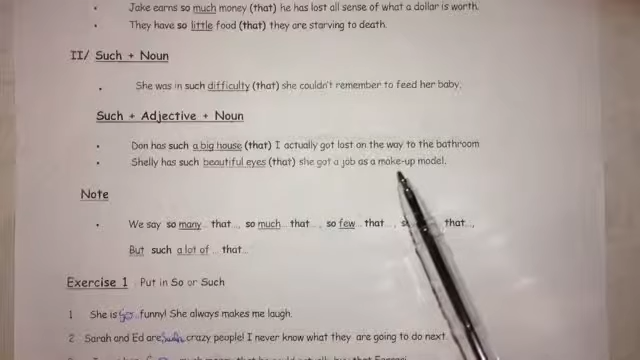 Jake earns so much money (that) he has lost all sense of what a dollar is worth.
They have so little food (that) they are starving to death.
II/ Such + Noun
She was in such difficulty (that) she couldn't remember to feed her baby.
Such + Adjective + Noun
Don has such a big house (that) I actually got lost on the way to the bathroom
Shelly has such beautiful eyes (that) she got a job as a make-up model.
Note
We say so many... that..., so much... that... , so few... that... , that...,
But such a lot of ... that...
Exercise 1 Put in So or Such
1 She is So funny! She always makes me laugh.
2 Sarah and Ed are Such crazy people! I never know what they are going to do next.